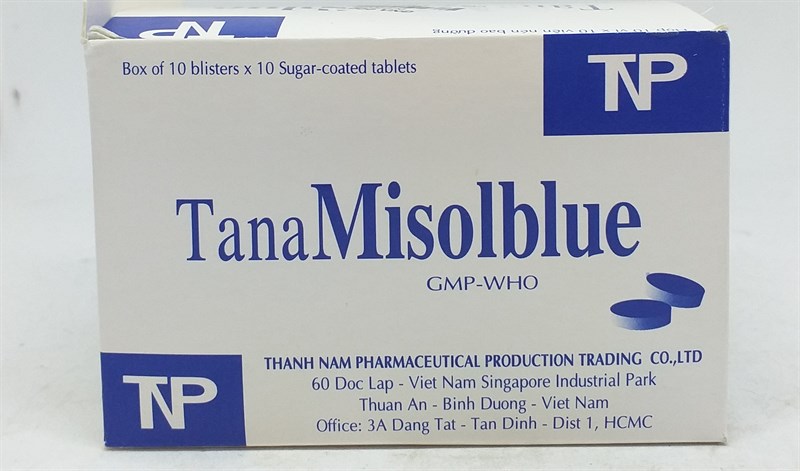 Box of 10 blisters x 10 Sugar-coated tablets
TNP
TanaMisolblue
GMP-WHO
TNP
THANH NAM PHARMACEUTICAL PRODUCTION TRADING CO.,LTD
60 Doc Lap - Viet Nam Singapore Industrial Park
Thuan An - Binh Duong - Viet Nam
Office: 3A Dang Tat - Tan Dinh - Dist 1, HCMC